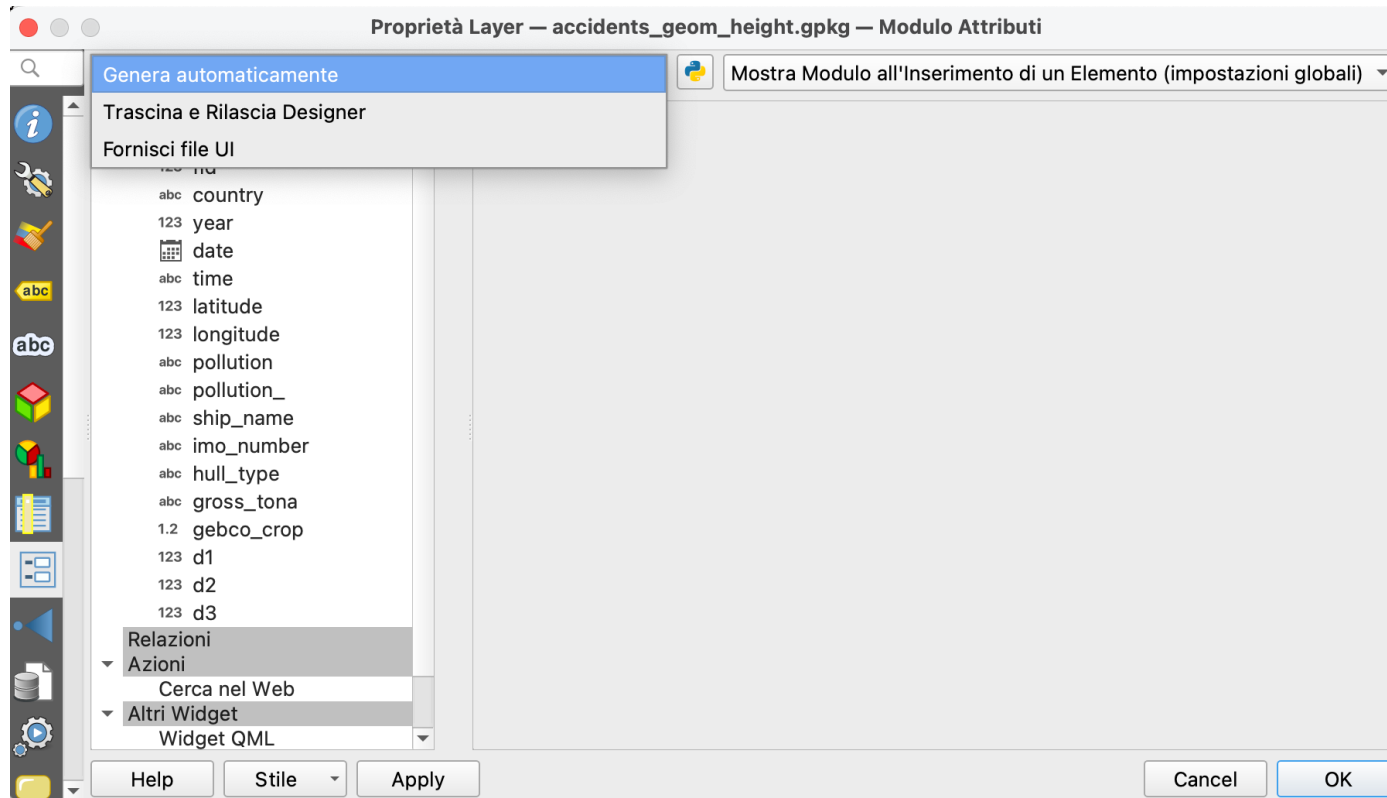 Proprietà Layer — accidents_geom_height.gpkg — Modulo Attributi
Genera automaticamente
Mostra Modulo all'Inserimento di un Elemento (impostazioni globali)
Trascina e Rilascia Designer
Fornisci file UI
abc country
123 year
date
abc time
123 latitude
123 longitude
abc pollution
abc pollution_
abc ship_name
abc imo_number
abc hull_type
abc gross_tona
1.2 gebco_crop
123 d1
123 d2
123 d3
Relazioni
Azioni
Cerca nel Web
Altri Widget
Widget QML
abc
abc
Help
Stile
Apply
Cancel
OK